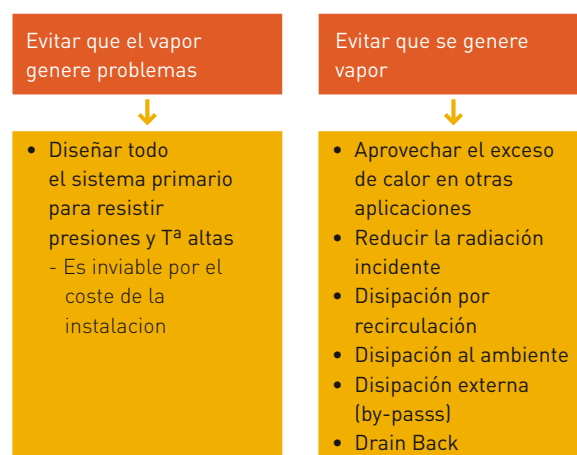 Evitar que el vapor
genere problemas
• Diseñar todo
el sistema primario
para resistir
presiones y Tª altas
- Es inviable por el
coste de la
instalacion
Evitar que se genere
vapor
• Aprovechar el exceso
de calor en otras
aplicaciones
• Reducir la radiación
incidente
• Disipación por
recirculación
• Disipación al ambiente
• Disipación externa
(by-passs)
• Drain Back